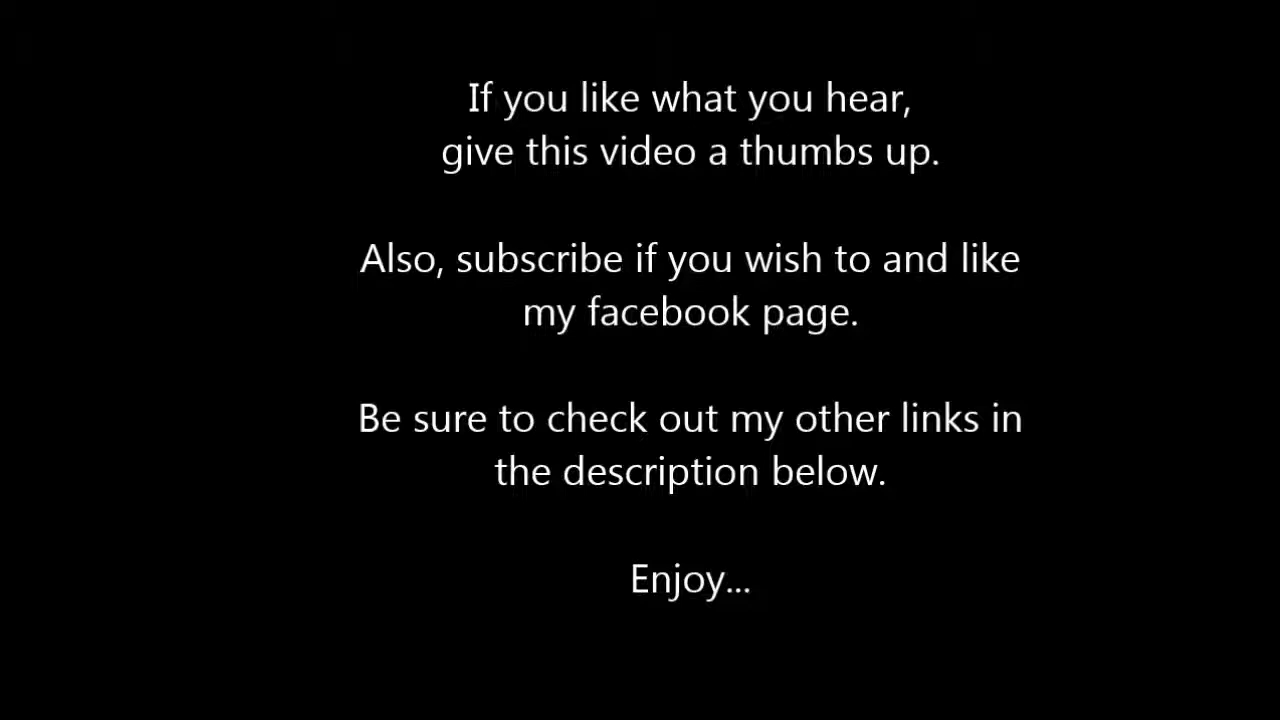 If you like what you hear,
give this video a thumbs up.
Also, subscribe if you wish to and like
my facebook page.
Be sure to check out my other links in
the description below.
Enjoy...